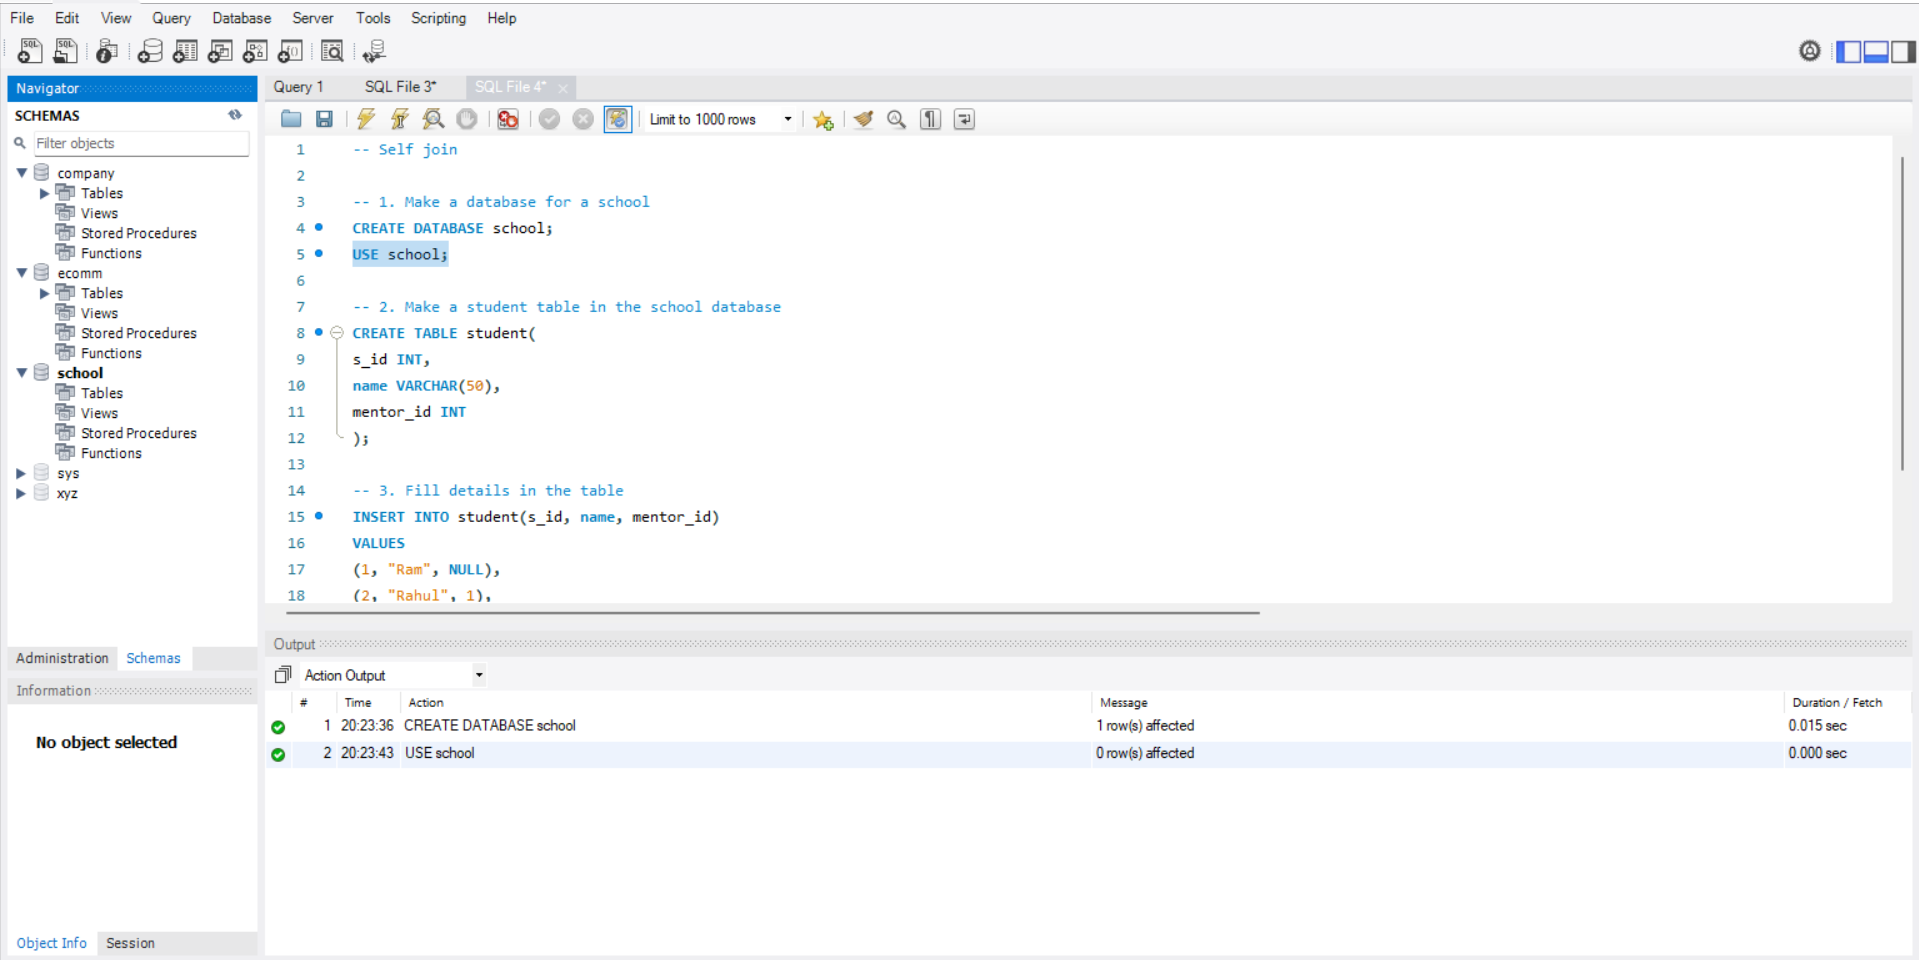 File Edit View Query Database Server Tools Scripting Help
Navigator
SCHEMAS
Filter objects
company
Tables
Views
Stored Procedures
Functions
ecomm
Tables
Views
Stored Procedures
Functions
school
Tables
Views
Stored Procedures
Functions
sys
xyz
Administration Schemas
Information
No object selected
Object Info Session
Query 1 SQL File 3* SQL File 4*
Limit to 1000 rows
1 -- Self join
2
3 -- 1. Make a database for a school
4 CREATE DATABASE school;
5 USE school;
6
7 -- 2. Make a student table in the school database
8 CREATE TABLE student(
9 s_id INT,
10 name VARCHAR(50),
11 mentor_id INT
12 );
13
14 -- 3. Fill details in the table
15 INSERT INTO student(s_id, name, mentor_id)
16 VALUES
17 (1, "Ram", NULL),
18 (2, "Rahul", 1),
Output
Action Output
# Time Action Message Duration / Fetch
1 20:23:36 CREATE DATABASE school 1 row(s) affected 0.015 sec
2 20:23:43 USE school 0 row(s) affected 0.000 sec